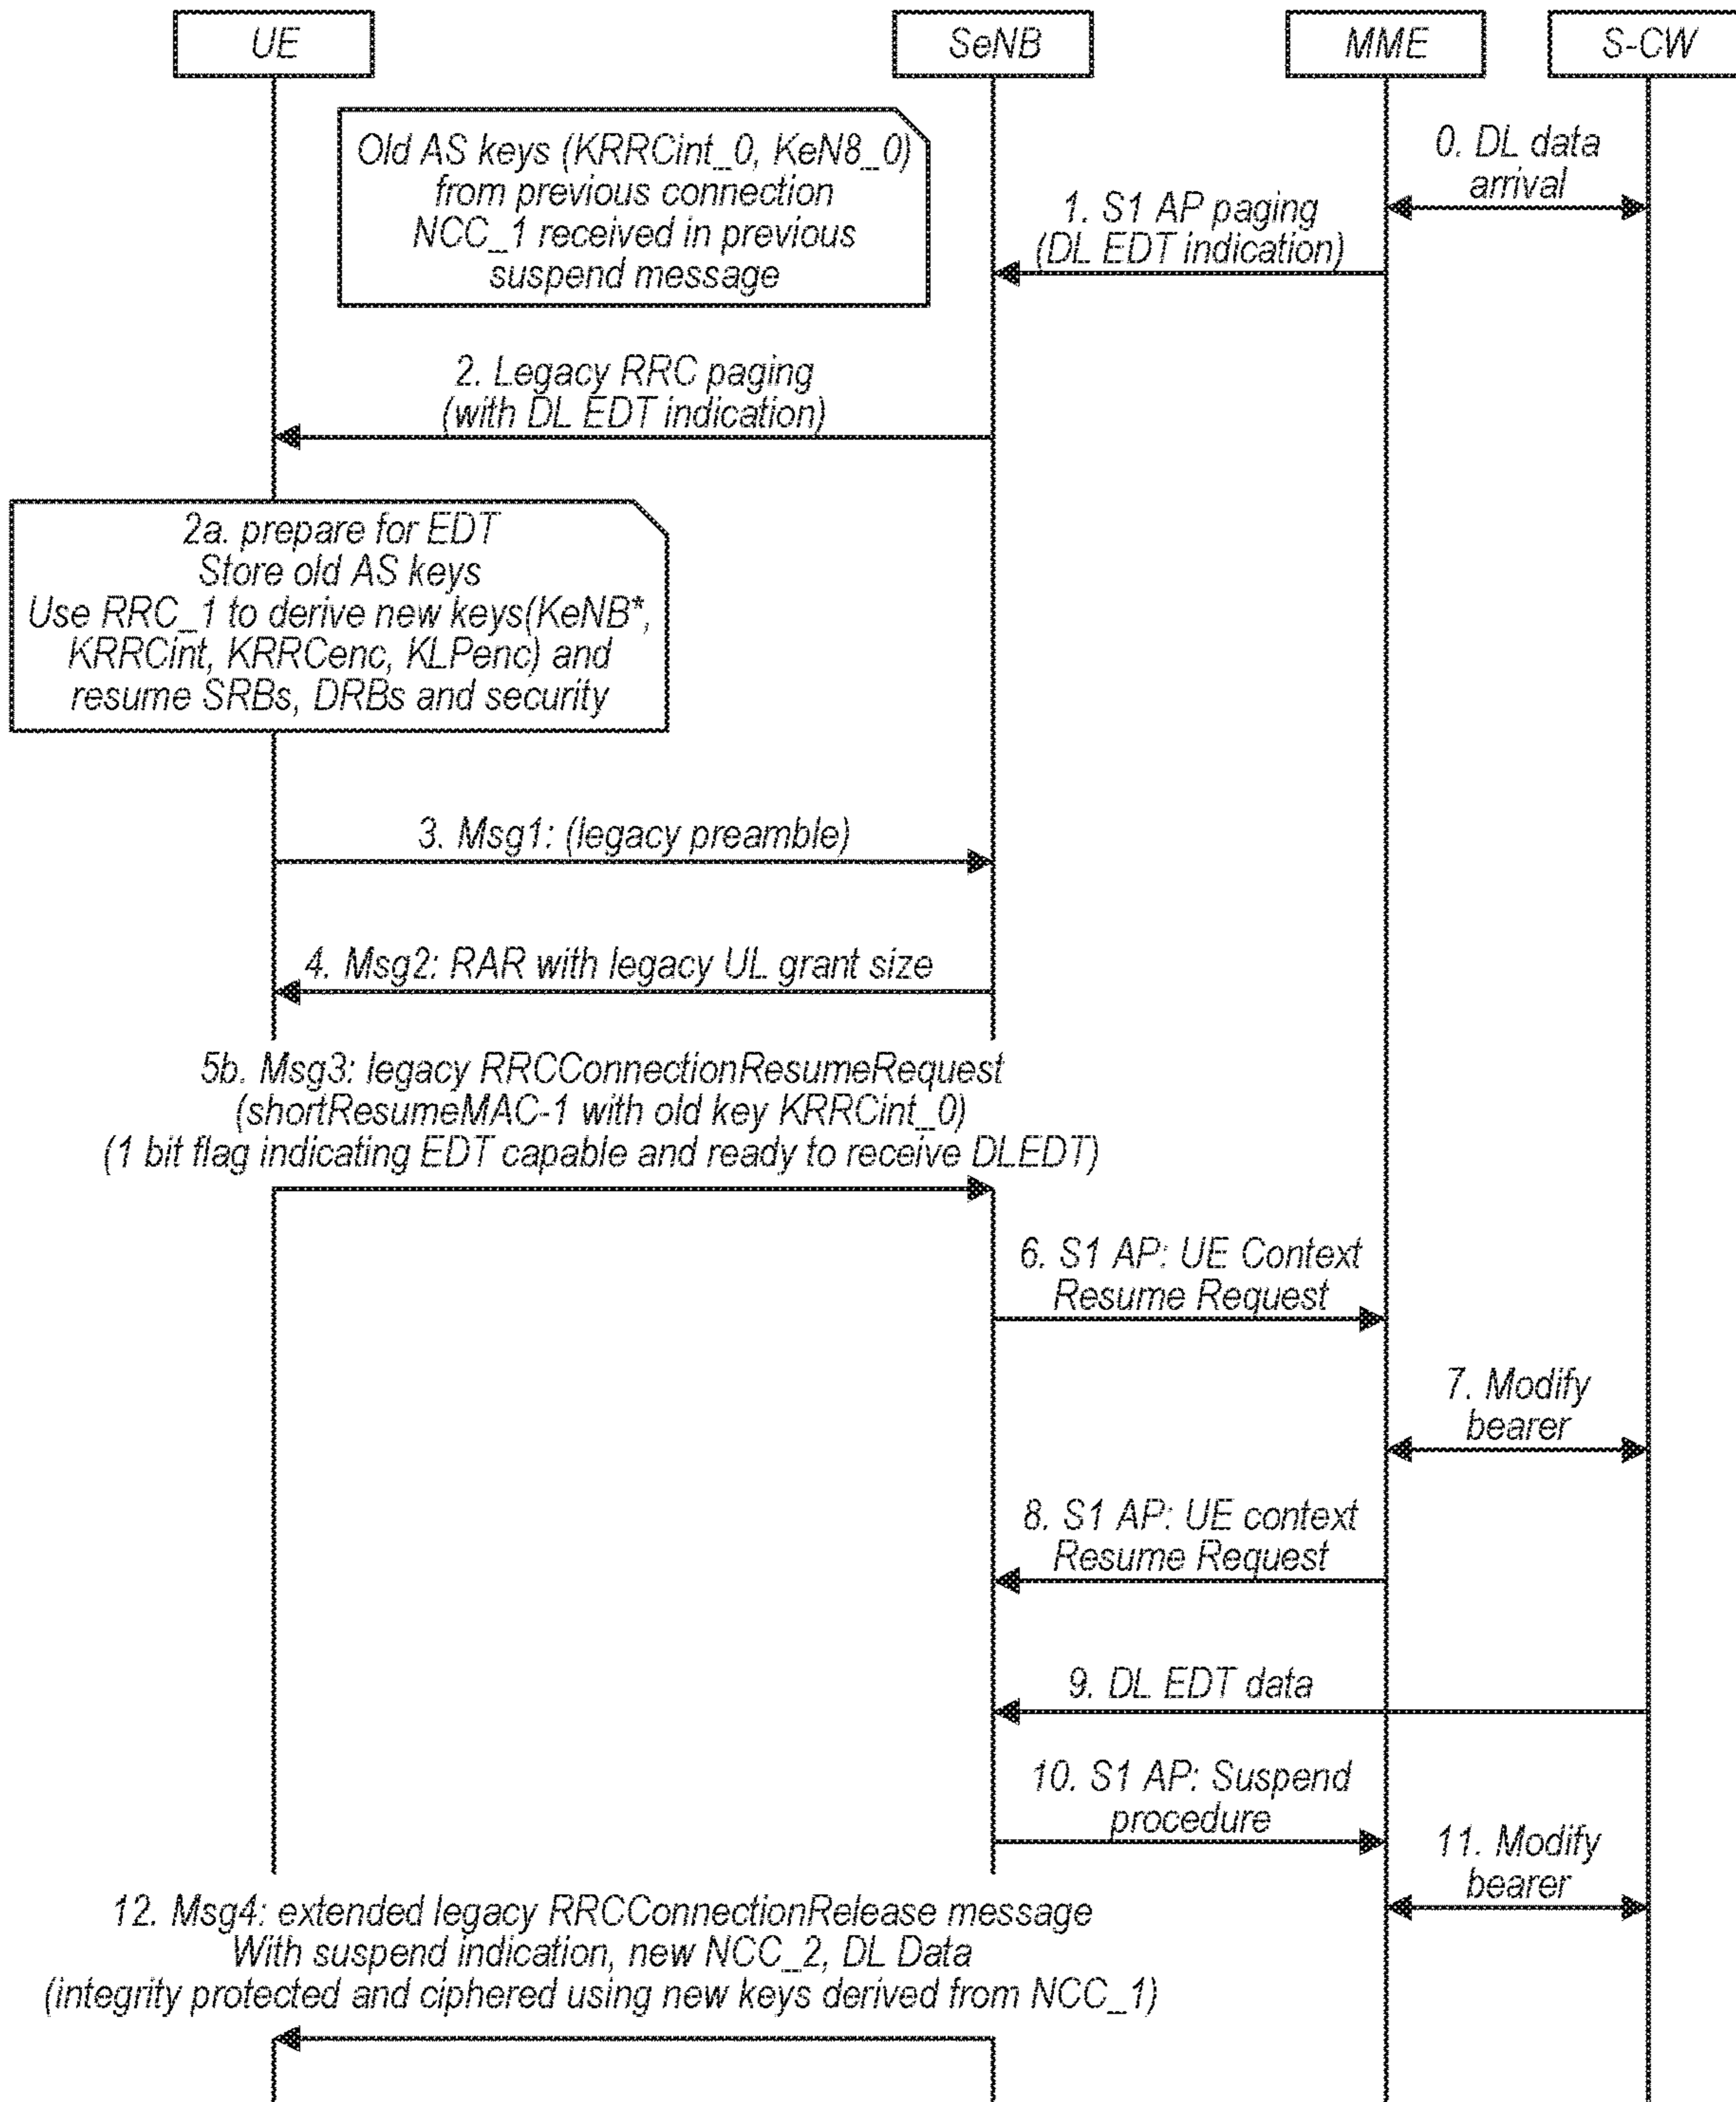 UE
SeNB
MME
S-CW
Old AS keys (KRRCint_0, KeN8_0)
from previous connection
NCC_1 received in previous
suspend message
0. DL data
arrival
1. S1 AP paging
(DL EDT indication)
2. Legacy RRC paging
(with DL EDT indication)
2a. prepare for EDT
Store old AS keys
Use RRC_1 to derive new keys(KeNB*,
KRRCint, KRRCenc, KLPenc) and
resume SRBs, DRBs and security
3. Msg1: (legacy preamble)
4. Msg2: RAR with legacy UL grant size
5b. Msg3: legacy RRCConnectionResumeRequest
(shortResumeMAC-1 with old key KRRCint_0)
(1 bit flag indicating EDT capable and ready to receive DLEDT)
6. S1 AP: UE Context
Resume Request
7. Modify
bearer
8. S1 AP: UE context
Resume Request
9. DL EDT data
10. S1 AP: Suspend
procedure
11. Modify
bearer
12. Msg4: extended legacy RRCConnectionRelease message
With suspend indication, new NCC_2, DL Data
(integrity protected and ciphered using new keys derived from NCC_1)